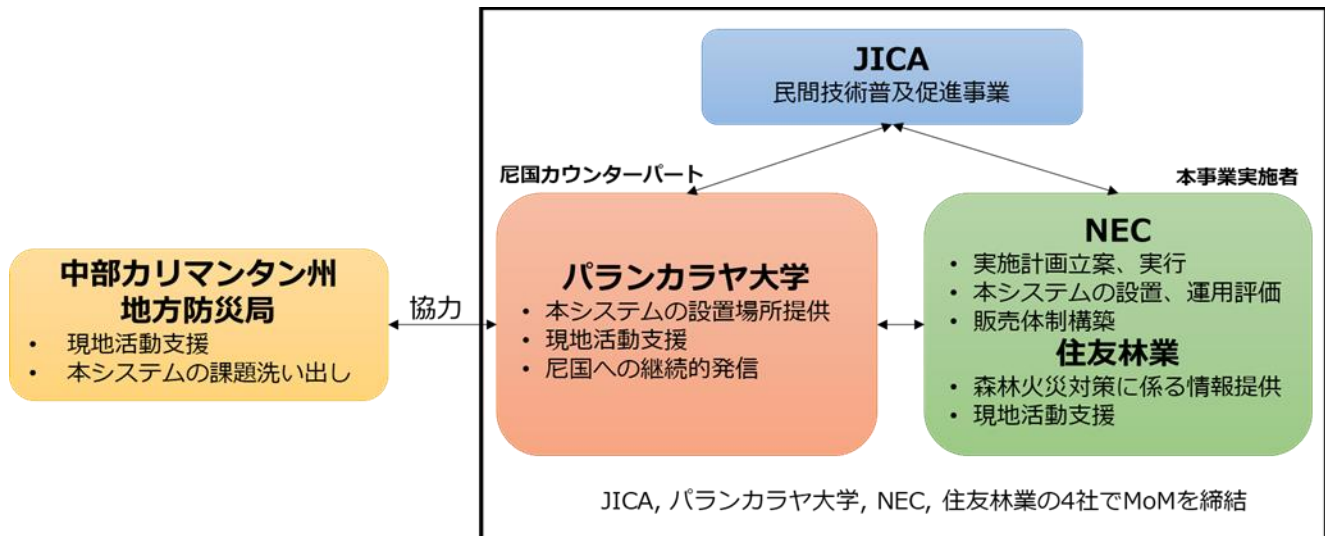 JICA
民間技術普及促進事業
尼国カウンターパート
本事業実施者
中部カリマンタン州
地方防災局
• 現地活動支援
• 本システムの課題洗い出し
協力
パランカラヤ大学
• 本システムの設置場所提供
• 現地活動支援
• 尼国への継続的発信
NEC
• 実施計画立案、実行
• 本システムの設置、運用評価
• 販売体制構築
住友林業
• 森林火災対策に係る情報提供
• 現地活動支援
JICA, パランカラヤ大学, NEC, 住友林業の4社でMoMを締結